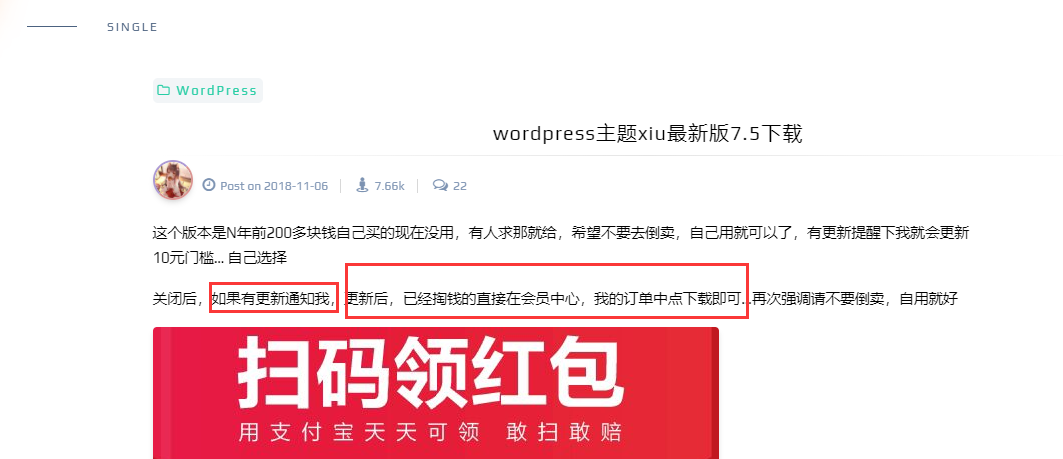 SINGLE
WordPress
wordpress主题xiu最新版7.5下载
Post on 2018-11-06 7.66k 22
这个版本是N年前200多块钱自己买的现在没用，有人求那就给，希望不要去倒卖，自己用就可以了，有更新提醒下我就会更新
10元门槛... 自己选择
关闭后，如果有更新通知我，更新后，已经掏钱的直接在会员中心，我的订单中点下载即可...再次强调请不要倒卖，自用就好
扫码领红包
用支付宝天天可领 敢扫敢赔